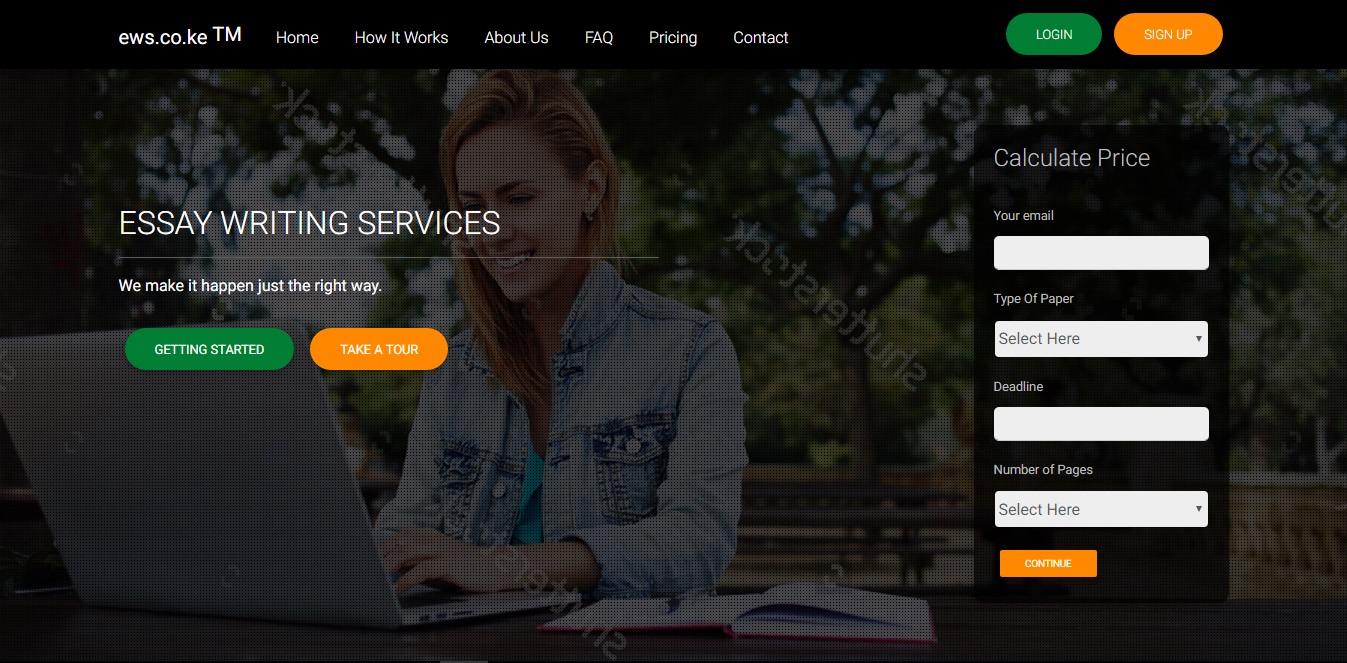 ews.co.ke TM
Home
How It Works
About Us
FAQ
Pricing
Contact
LOGIN
SIGN UP
ESSAY WRITING SERVICES
We make it happen just the right way.
GETTING STARTED
TAKE A TOUR
Calculate Price
Your email
Type Of Paper
Select Here
Deadline
Number of Pages
Select Here
CONTINUE
shutterstock